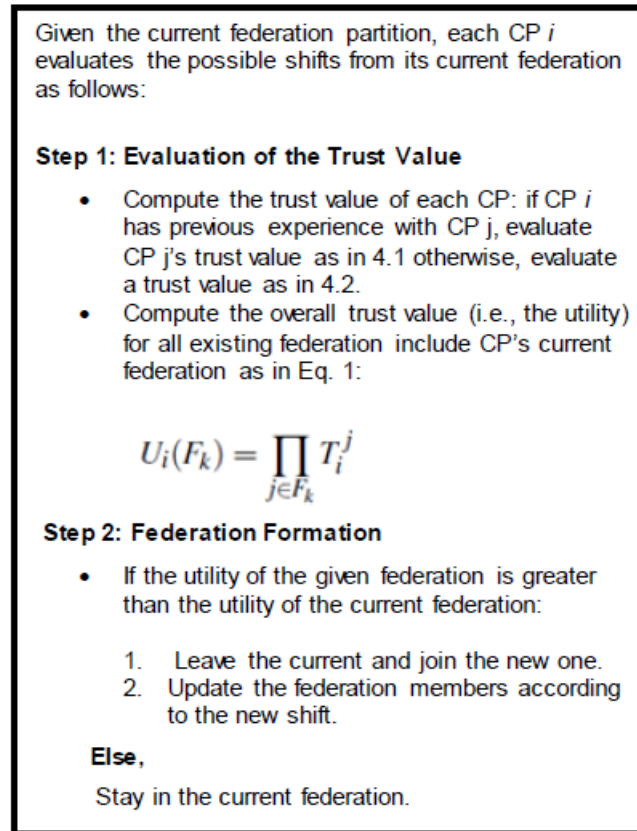 Given the current federation partition, each CP i
evaluates the possible shifts from its current federation
as follows:
Step 1: Evaluation of the Trust Value
• Compute the trust value of each CP: if CP i
has previous experience with CP j, evaluate
CP j's trust value as in 4.1 otherwise, evaluate
a trust value as in 4.2.
• Compute the overall trust value (i.e., the utility)
for all existing federation include CP's current
federation as in Eq. 1:
U_i(F_k) = ∏_{j∈F_k} T_i^j
Step 2: Federation Formation
• If the utility of the given federation is greater
than the utility of the current federation:
1. Leave the current and join the new one.
2. Update the federation members according
to the new shift.
Else,
Stay in the current federation.